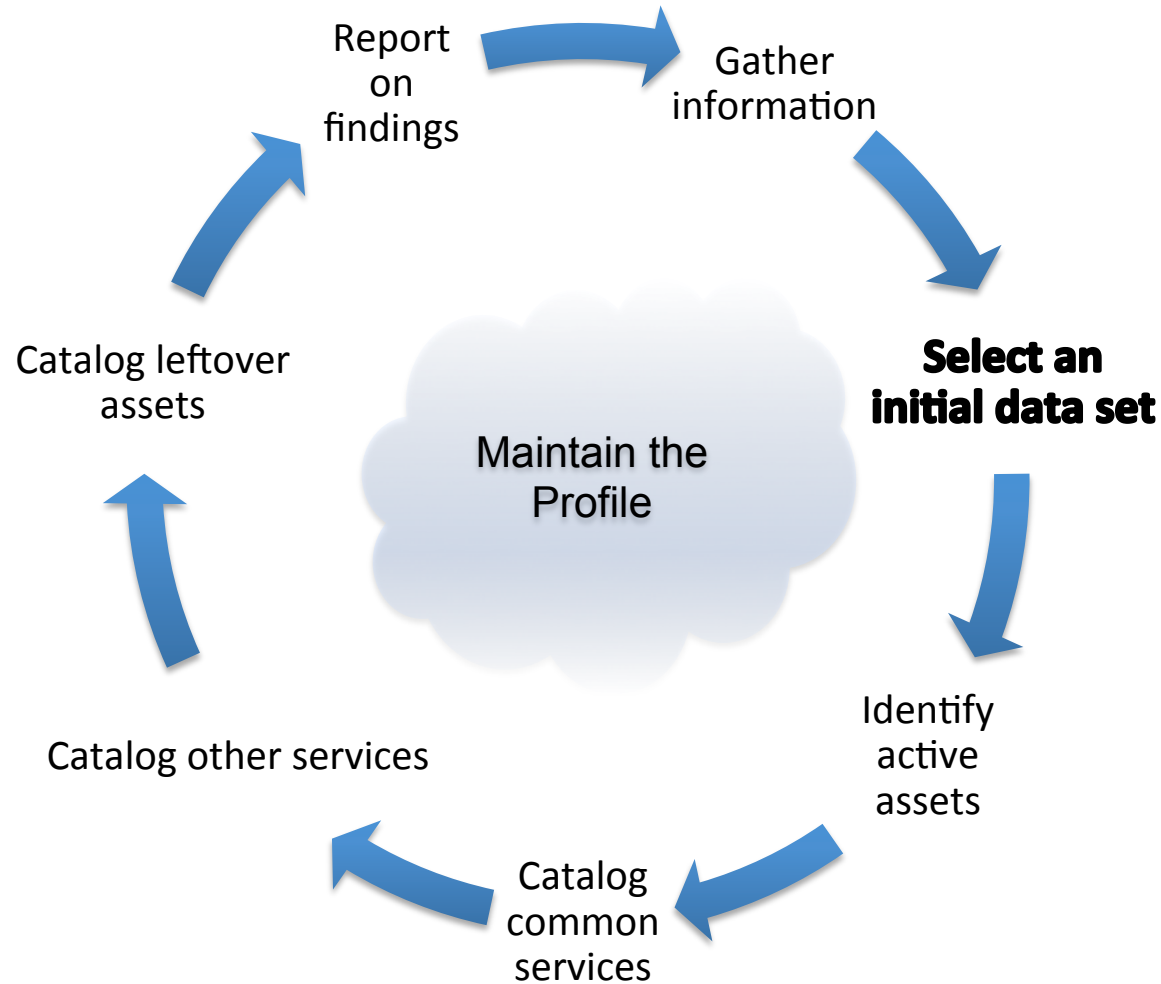 Report
on
findings
Gather
information
Select an
initial data set
Identify
active
assets
Catalog
common
services
Catalog other services
Catalog leftover
assets
Maintain the
Profile